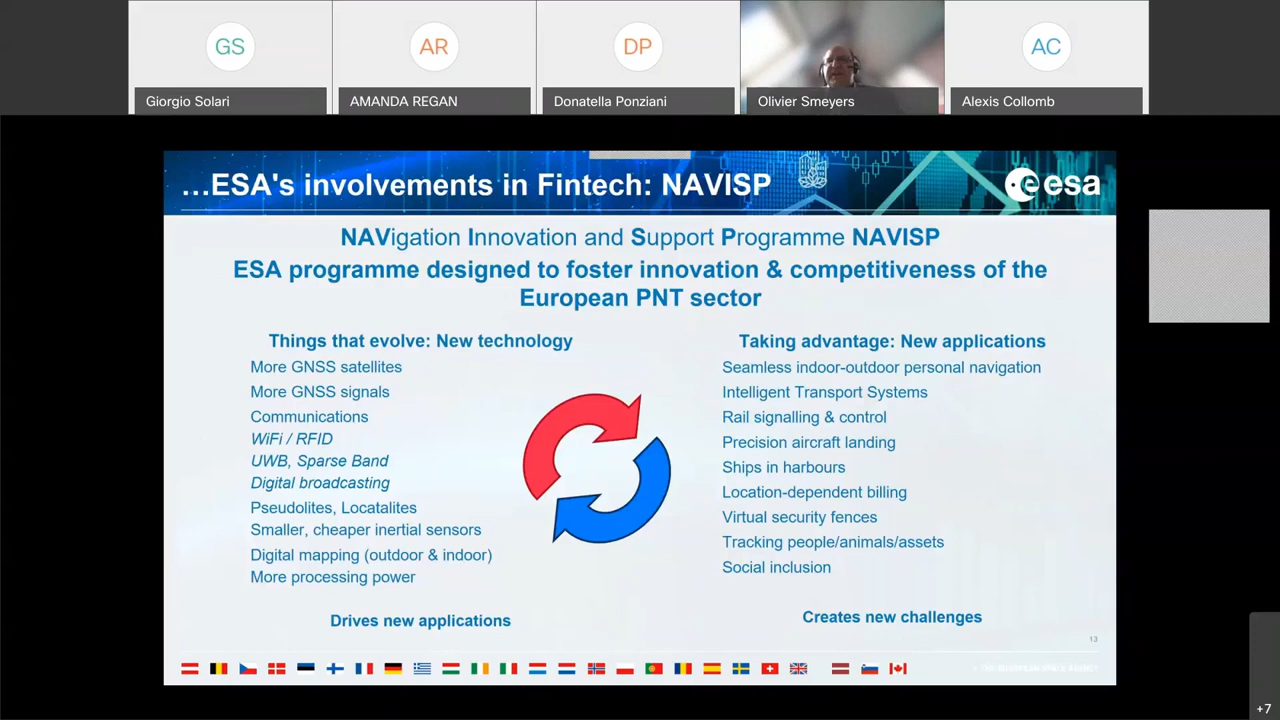 GS
AR
DP
AC
Giorgio Solari
AMANDA REGAN
Donatella Ponziani
Olivier Smeyers
Alexis Collomb
...ESA's involvements in Fintech: NAVISP
esa
NAVigation Innovation and Support Programme NAVISP
ESA programme designed to foster innovation & competitiveness of the
European PNT sector
Things that evolve: New technology
More GNSS satellites
More GNSS signals
Communications
WiFi / RFID
UWB, Sparse Band
Digital broadcasting
Pseudolites, Locatalites
Smaller, cheaper inertial sensors
Digital mapping (outdoor & indoor)
More processing power
Drives new applications
Taking advantage: New applications
Seamless indoor-outdoor personal navigation
Intelligent Transport Systems
Rail signalling & control
Precision aircraft landing
Ships in harbours
Location-dependent billing
Virtual security fences
Tracking people/animals/assets
Social inclusion
Creates new challenges
13
© THE EUROPEAN SPACE AGENCY
+7